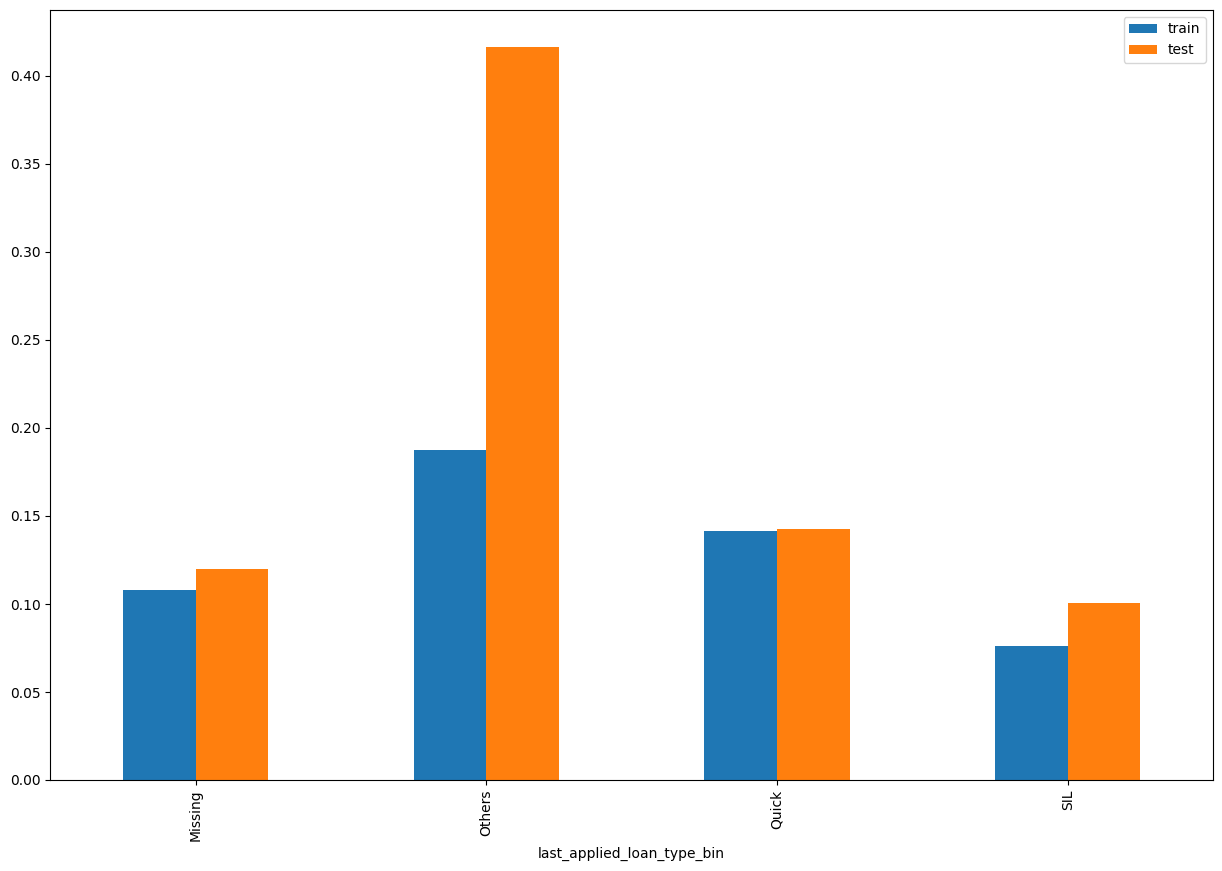 train
test
0.40
0.35
0.30
0.25
0.20
0.15
0.10
0.05
0.00
Missing
Others
Quick
SIL
last_applied_loan_type_bin